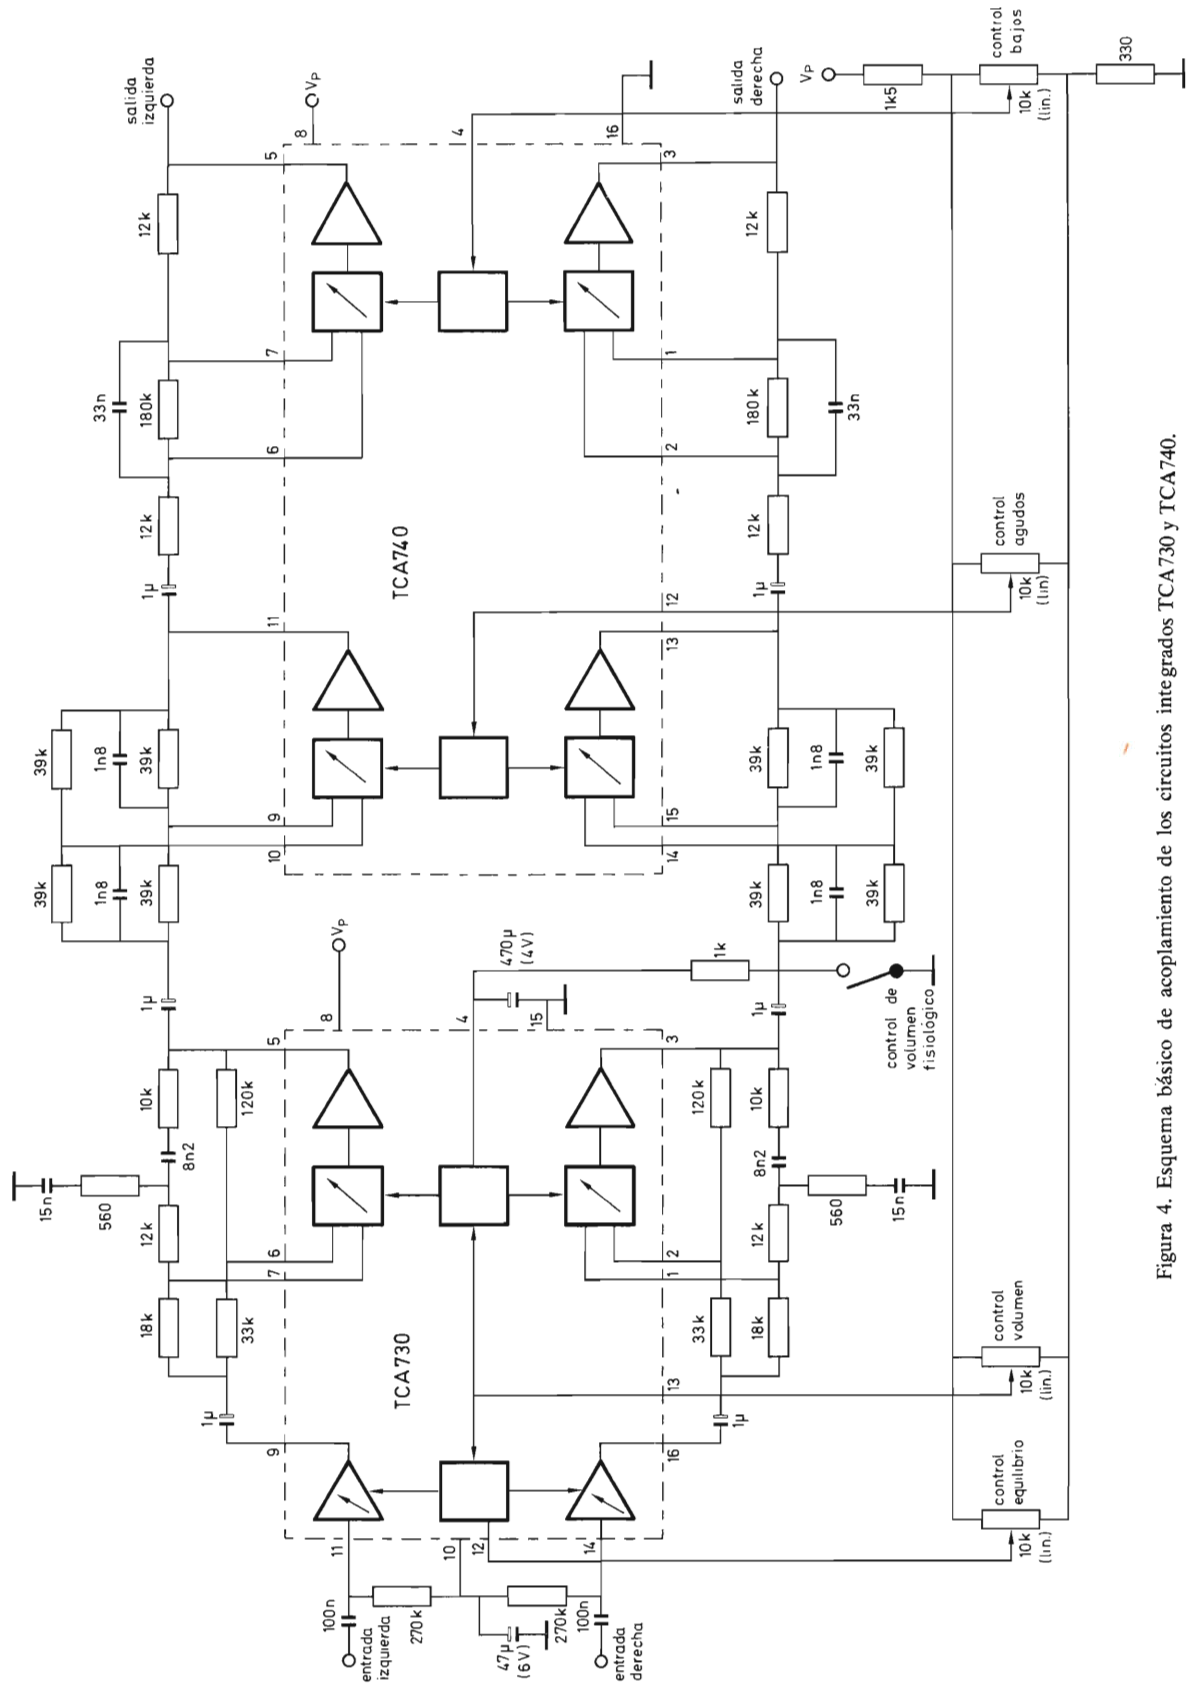 entrada
izquierda
100n
270k
47µ
(6V)
270k
100n
entrada
derecha
11
10
12
14
9
1µ
16
1µ
TCA730
13
18k
33k
7
6
12k
560
15n
8n2
10k
120k
5
8
Vp
4
15
470µ
(4V)
1k
33k
18k
1
2
12k
560
15n
8n2
10k
120k
3
1µ
1µ
control de
volumen
fisiológico
39k
1n8
39k
39k
1n8
39k
10
9
11
TCA740
14
15
13
12
39k
1n8
39k
39k
1n8
39k
1µ
12k
33n
180k
12k
6
7
5
8
Vp
4
16
salida
izquierda
1µ
12k
180k
33n
12k
2
1
3
salida
derecha
Vp
1k5
control
equilibrio
10k
(lin.)
control
volumen
10k
(lin.)
control
agudos
10k
(lin)
control
bajos
10k
(lin.)
330
Figura 4. Esquema básico de acoplamiento de los circuitos integrados TCA730 y TCA740.